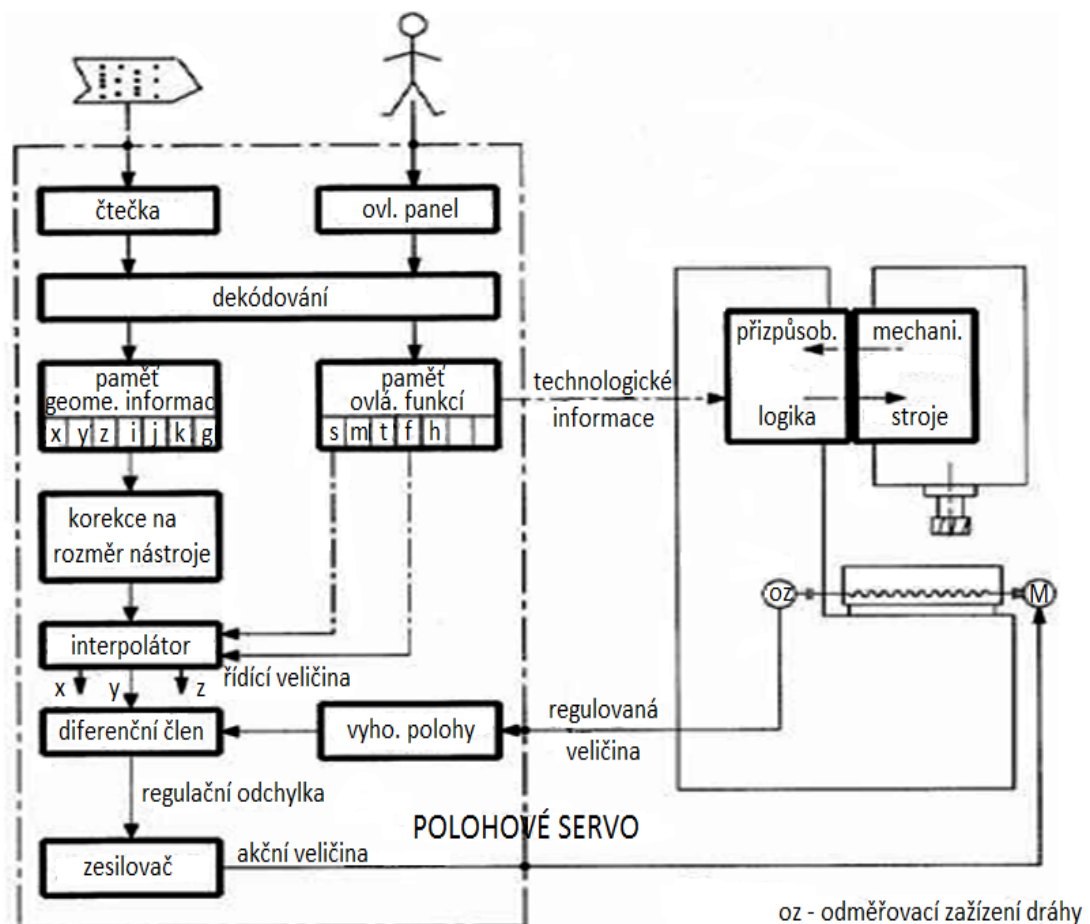 čtečka
ovl. panel
dekódování
paměť
geome. informac
x y z i j k g
paměť
ovlá. funkcí
s m t f h
technologické
informace
přizpůsob.
logika
mechani.
stroje
korekce na
rozměr nástroje
interpolátor
řídící veličina
x y z
oz
M
diferenční člen
vyho. polohy
regulovaná
veličina
regulační odchylka
POLOHOVÉ SERVO
zesilovač
akční veličina
oz - odměřovací zažízení dráhy